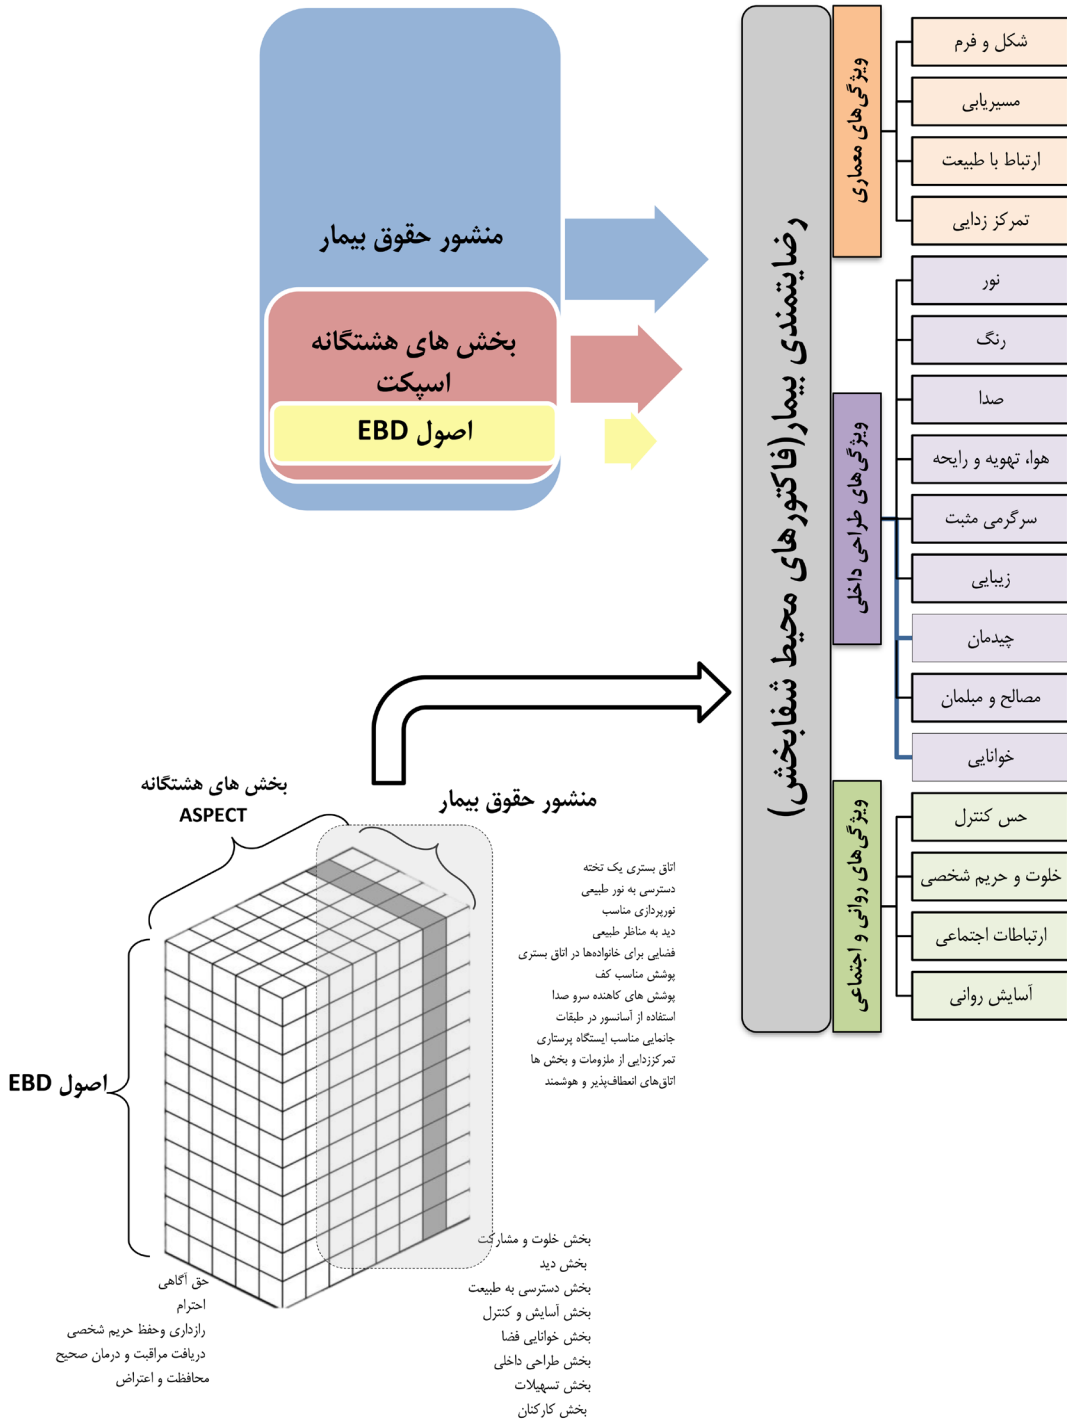 منشور حقوق بیمار
بخش های هشتگانه
اسپکت
اصول EBD
رضایتمندی بیمار(فاکتورهای محیط شفابخش)
ویژگی‌های معماری
شکل و فرم
مسیریابی
ارتباط با طبیعت
تمرکز زدایی
ویژگی‌های طراحی داخلی
نور
رنگ
صدا
هوا، تهویه و رایحه
سرگرمی مثبت
زیبایی
چیدمان
مصالح و مبلمان
خوانایی
ویژگی‌های روانی و اجتماعی
حس کنترل
خلوت و حریم شخصی
ارتباطات اجتماعی
آسایش روانی
بخش های هشتگانه
ASPECT
منشور حقوق بیمار
اصول EBD
اتاق بستری یک تخته
دسترسی به نور طبیعی
نورپردازی مناسب
دید به مناظر طبیعی
فضایی برای خانواده‌ها در اتاق بستری
پوشش مناسب کف
پوشش های کاهنده سرو صدا
استفاده از آسانسور در طبقات
جانمایی مناسب ایستگاه پرستاری
تمرکززدایی از ملزومات و بخش ها
اتاق‌های انعطاف‌پذیر و هوشمند
بخش خلوت و مشارکت
بخش دید
بخش دسترسی به طبیعت
بخش آسایش و کنترل
بخش خوانایی فضا
بخش طراحی داخلی
بخش تسهیلات
بخش کارکنان
حق آگاهی
احترام
رازداری وحفظ حریم شخصی
دریافت مراقبت و درمان صحیح
محافظت و اعتراض